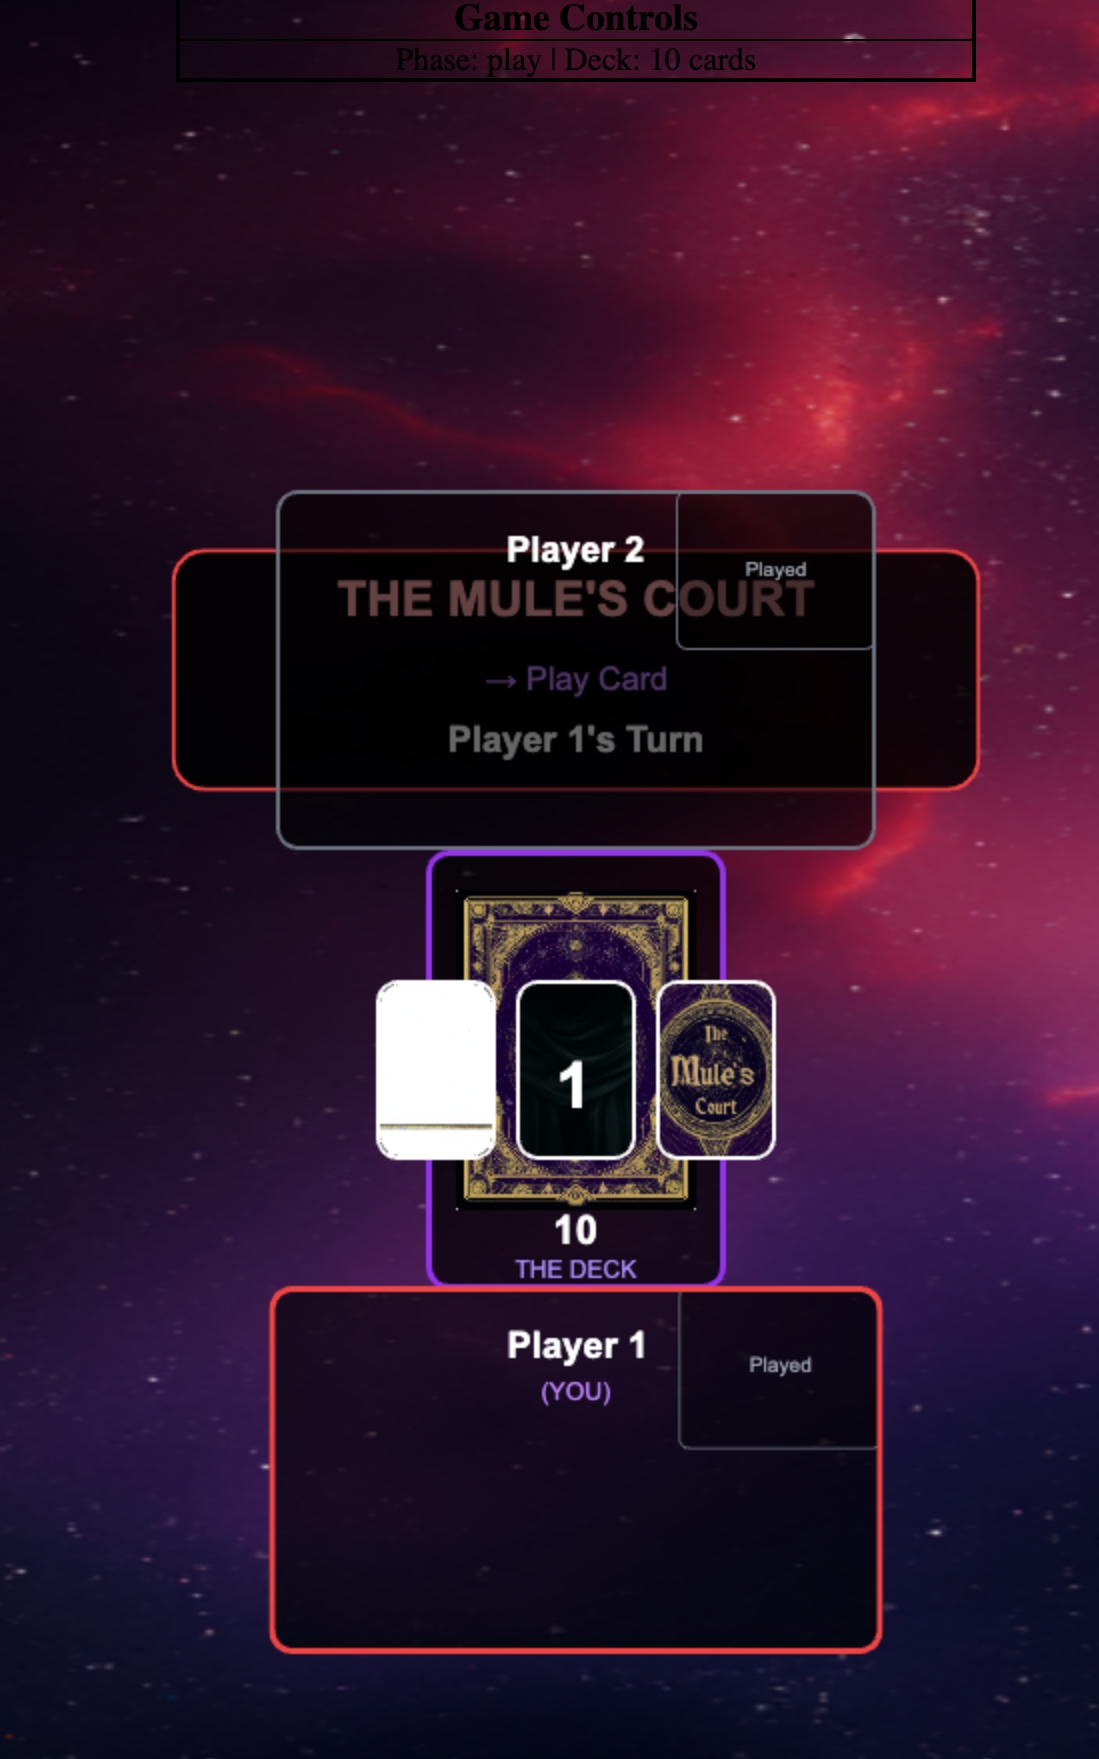 Game Controls
Phase: play | Deck: 10 cards
Player 2
Played
THE MULE'S COURT
→ Play Card
Player 1's Turn
1
The
Mule's
Court
10
THE DECK
Player 1
Played
(YOU)